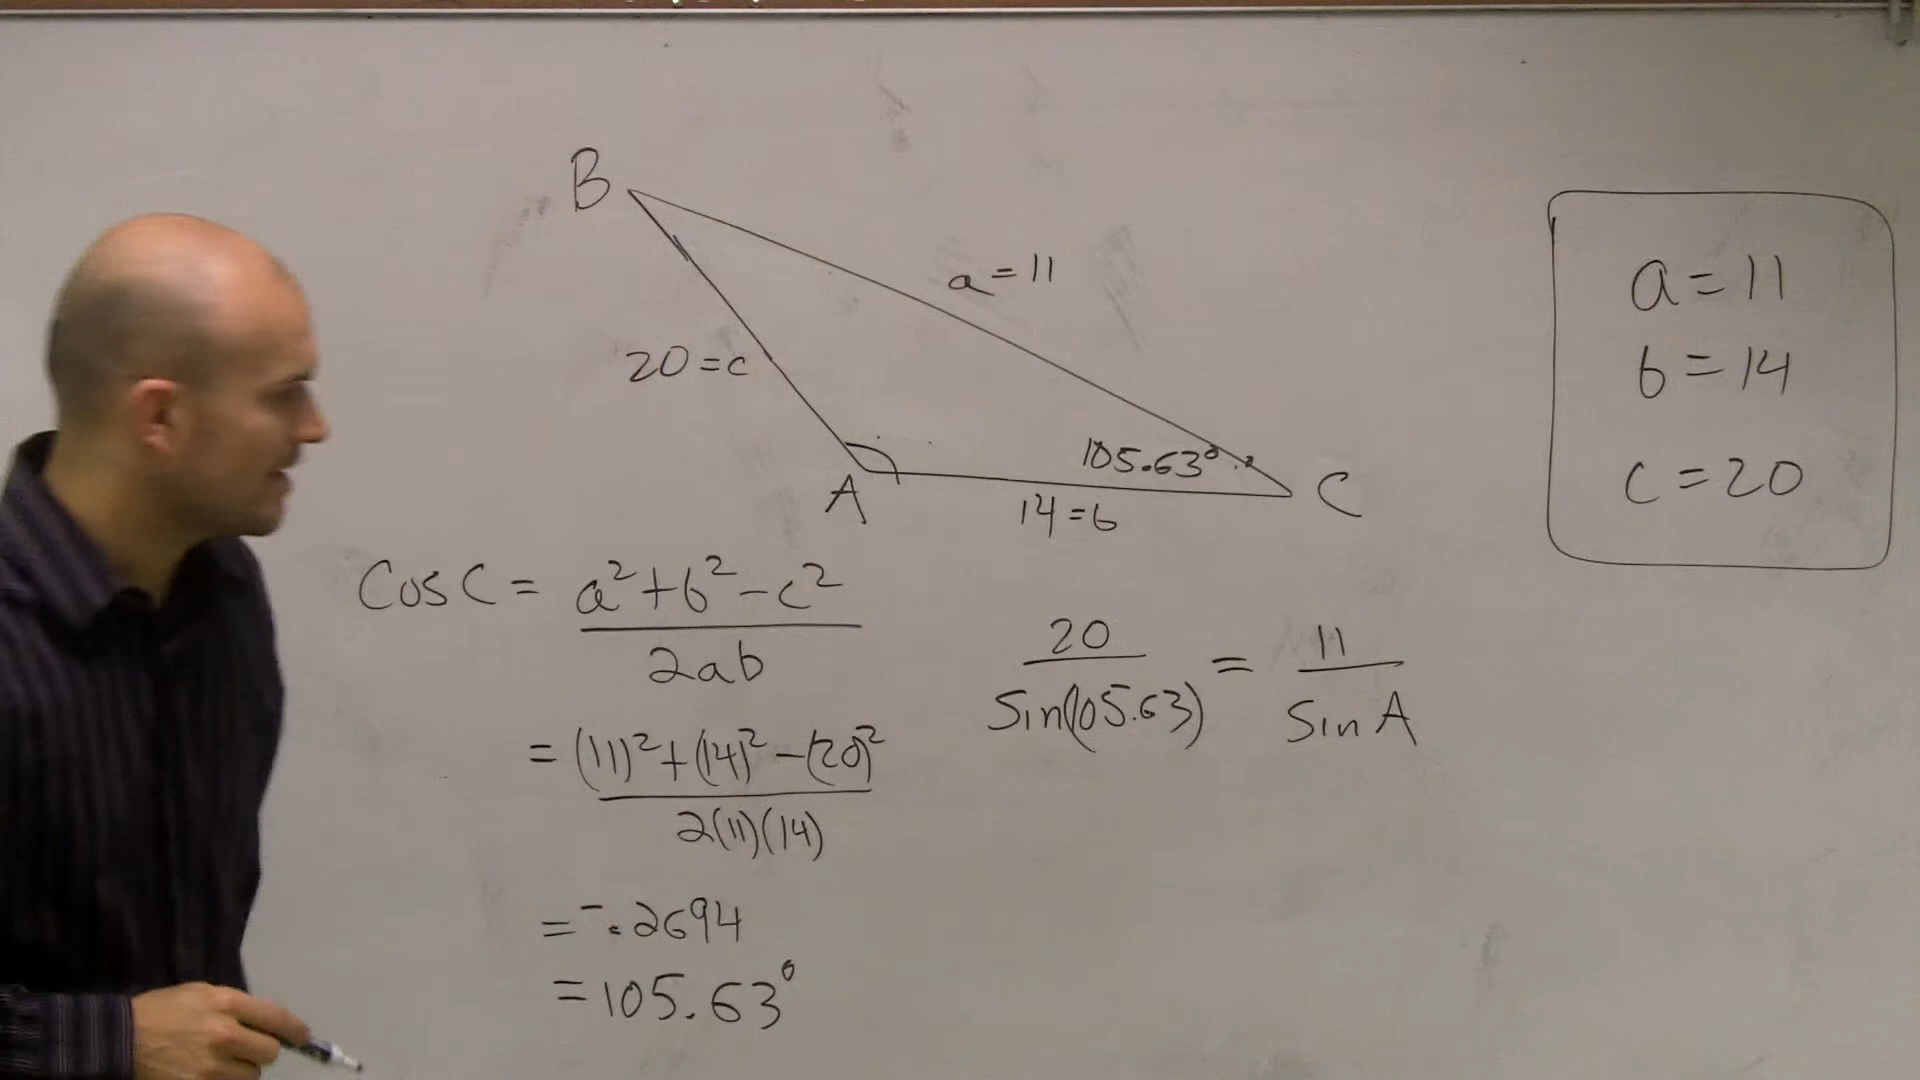 B
a = 11
20 = c
105.63°
A
14 = b
C
a = 11
b = 14
c = 20
Cos C = a² + b² - c²
2ab
= (11)² + (14)² - (20)²
2(11)(14)
= -.2694
= 105.63°
20 = 11
Sin(105.63) Sin A